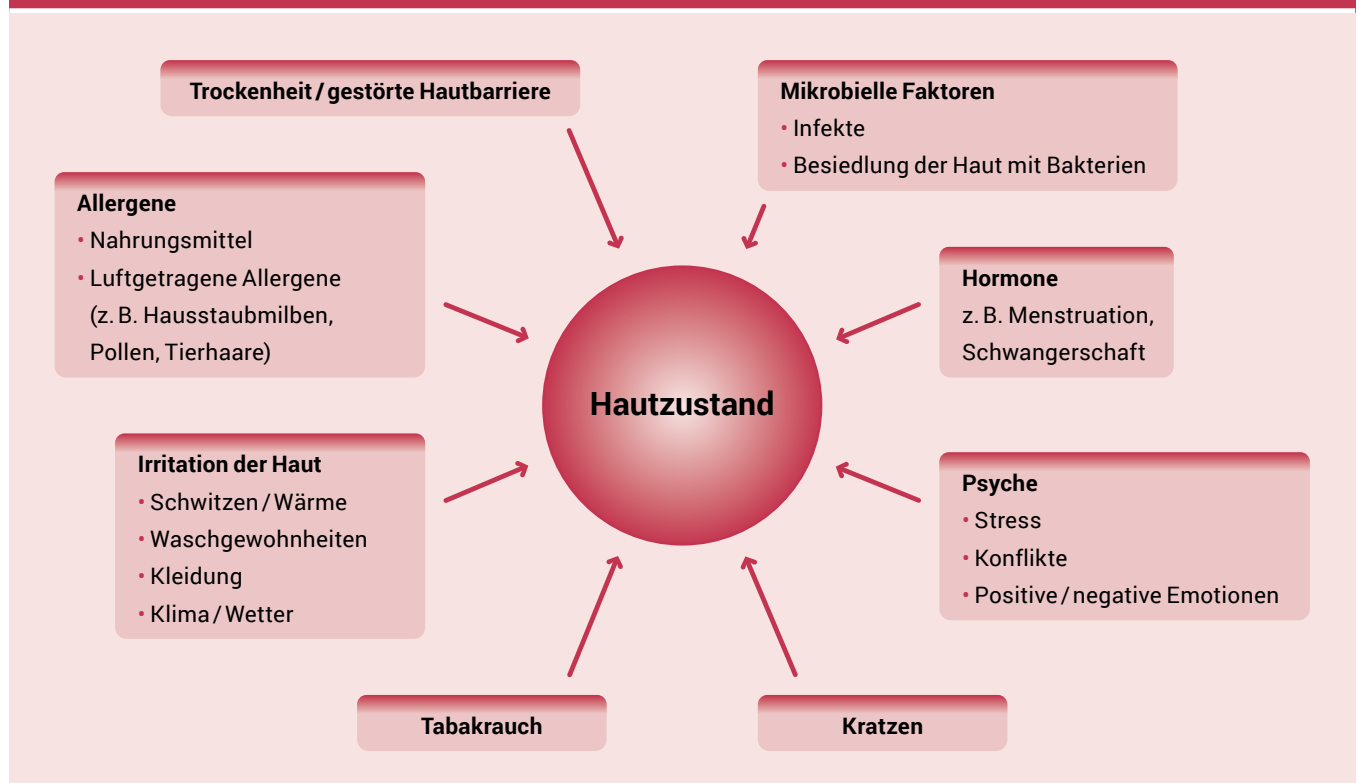 Trockenheit / gestörte Hautbarriere
Mikrobielle Faktoren
• Infekte
• Besiedlung der Haut mit Bakterien
Allergene
• Nahrungsmittel
• Luftgetragene Allergene
(z. B. Hausstaubmilben,
Pollen, Tierhaare)
Hormone
z. B. Menstruation,
Schwangerschaft
Hautzustand
Irritation der Haut
• Schwitzen / Wärme
• Waschgewohnheiten
• Kleidung
• Klima / Wetter
Psyche
• Stress
• Konflikte
• Positive / negative Emotionen
Tabakrauch
Kratzen